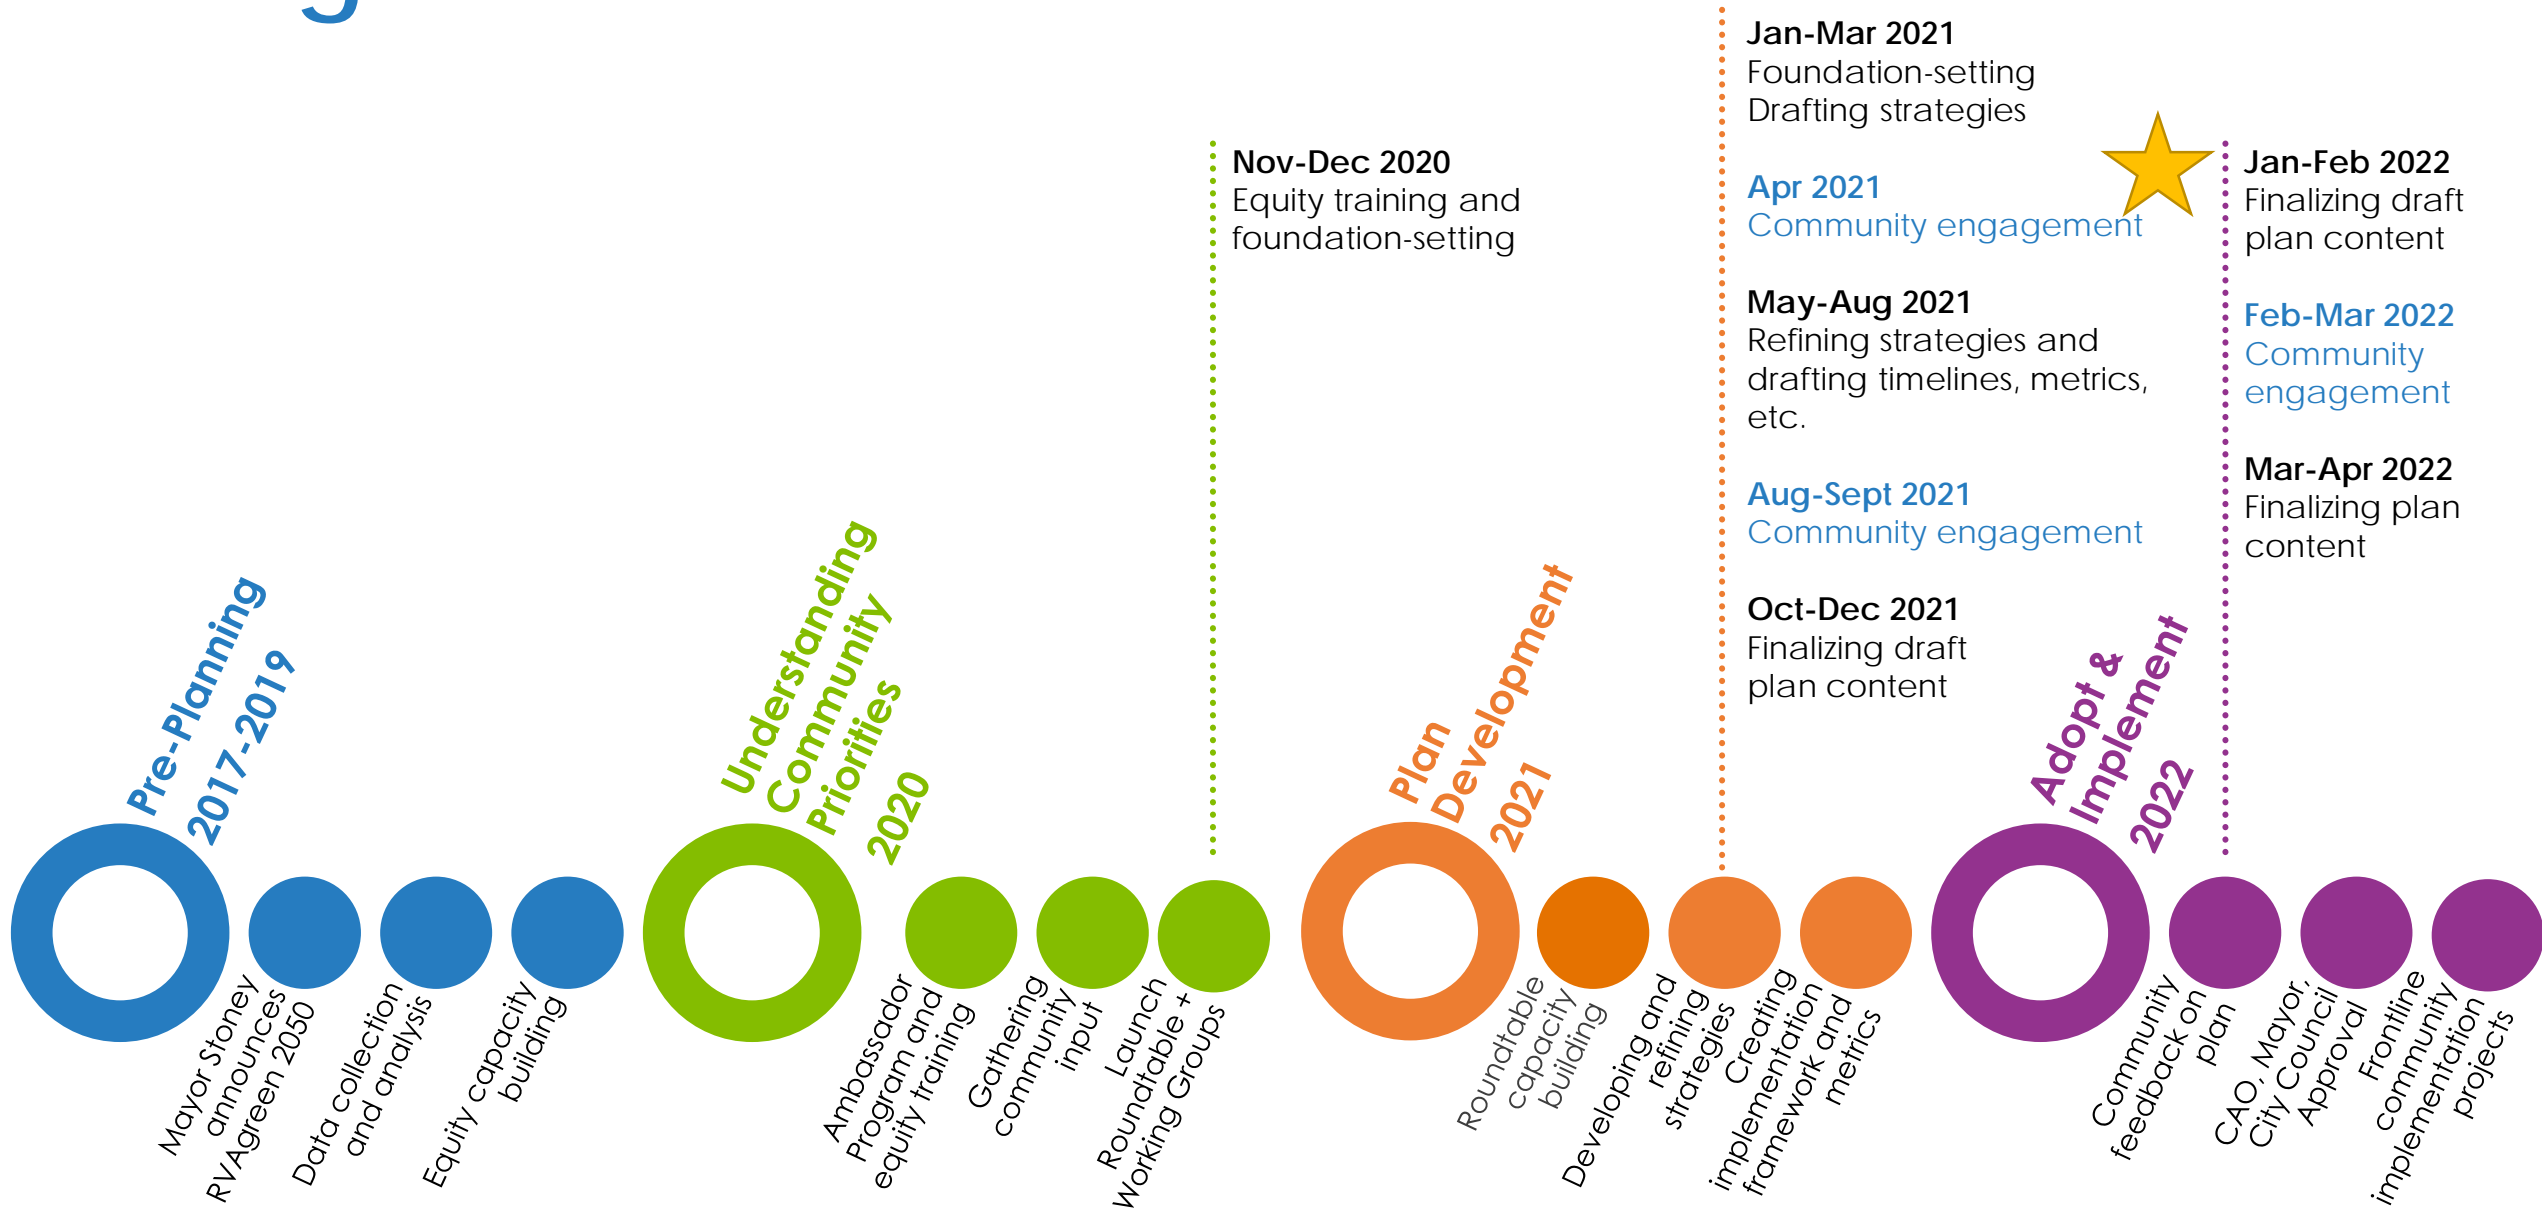 Jan-Mar 2021
Foundation-setting
Drafting strategies
Apr 2021
Community engagement
May-Aug 2021
Refining strategies and
drafting timelines, metrics,
etc.
Aug-Sept 2021
Community engagement
Oct-Dec 2021
Finalizing draft
plan content
Nov-Dec 2020
Equity training and
foundation-setting
Jan-Feb 2022
Finalizing draft
plan content
Feb-Mar 2022
Community
engagement
Mar-Apr 2022
Finalizing plan
content
Pre-Planning
2017-2019
Mayor Stoney
announces
RVAgreen 2050
Data collection
and analysis
Equity capacity
building
Understanding
Community
Priorities
2020
Ambassador
Program and
equity training
Gathering
community
input
Launch
Roundtable +
Working Groups
Plan
Development
2021
Roundtable
capacity
building
Developing and
refining
strategies
Creating
implementation
framework and
metrics
Adopt &
Implement
2022
Community
feedback on
plan
CAO, Mayor,
City Council
Approval
Frontline
community
implementation
projects